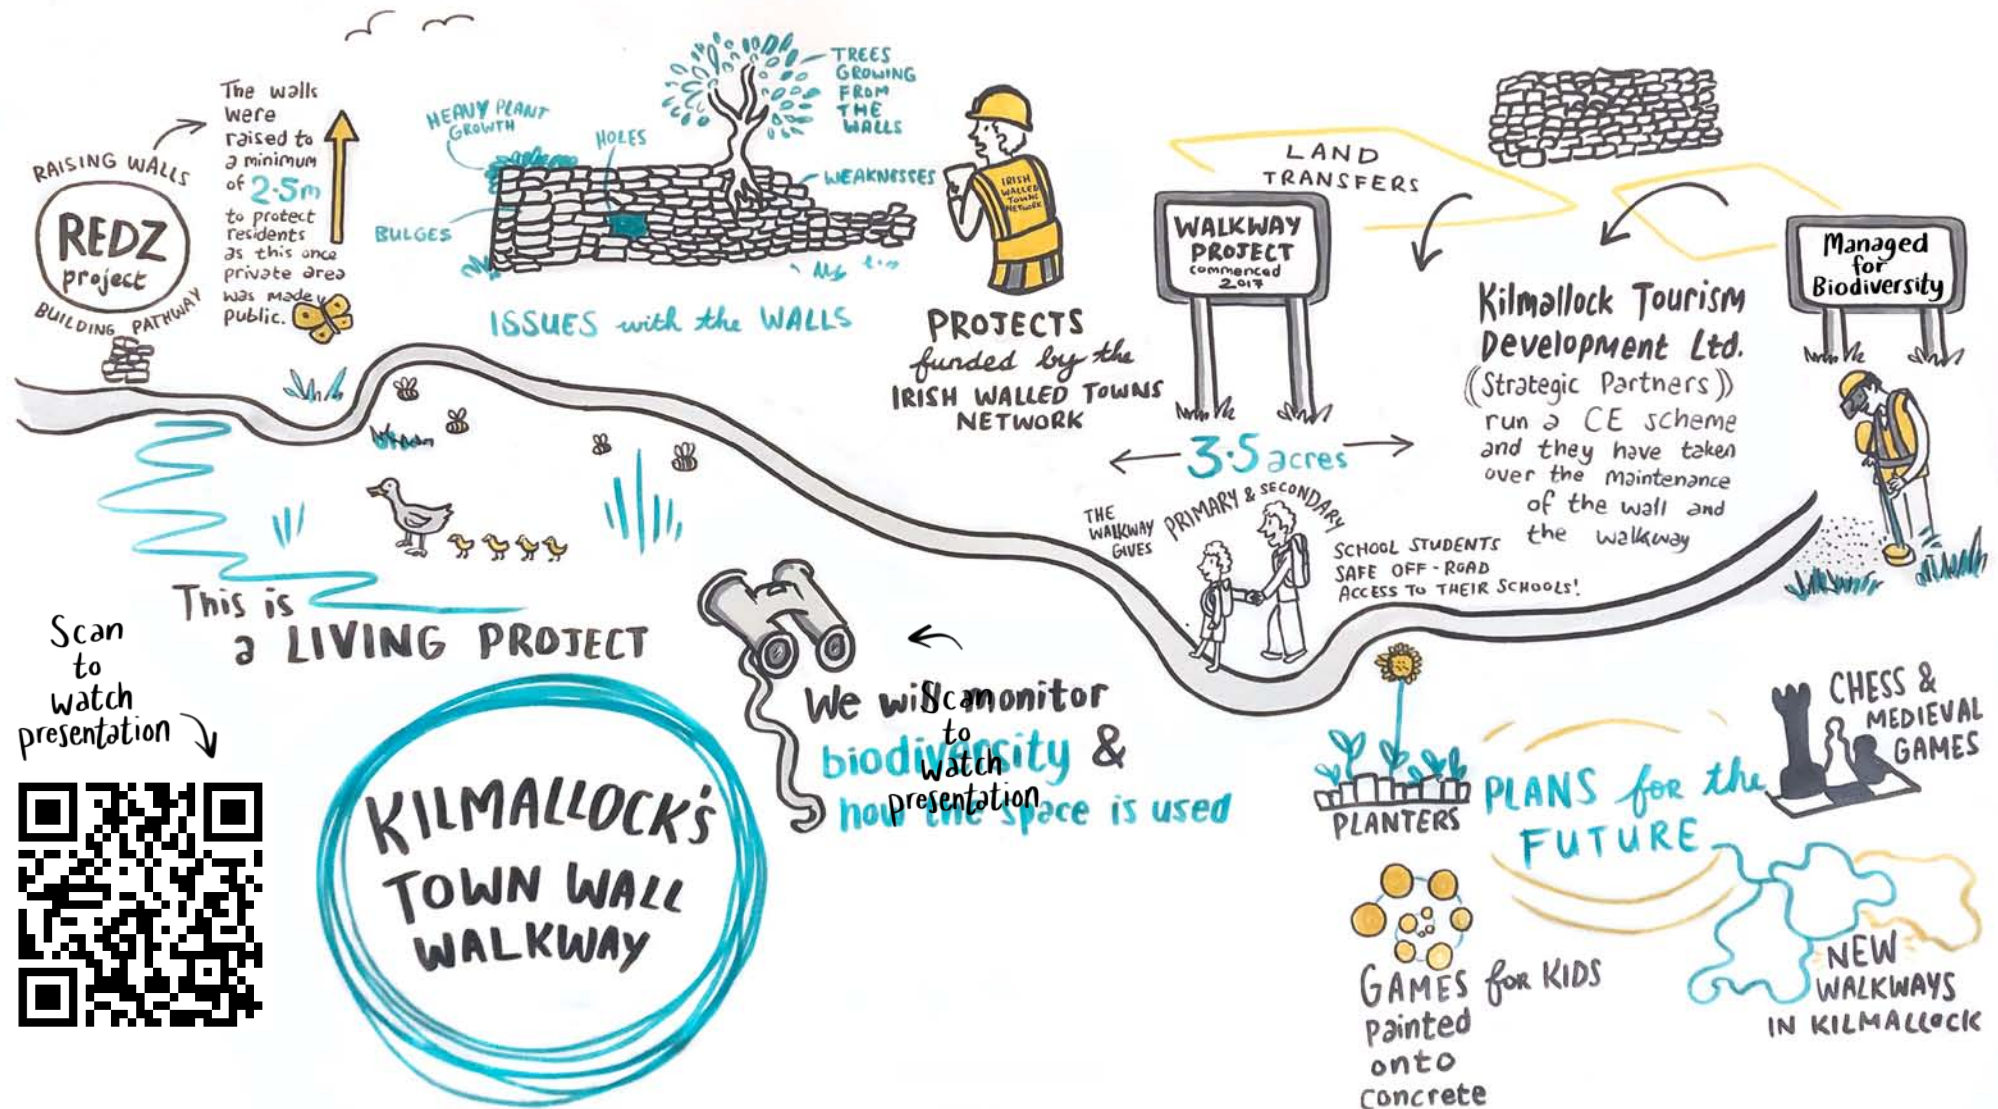 RAISING WALLS
REDZ
project
BUILDING PATHWAY
The walls
were
raised to
a minimum
of 2.5m
to protect
residents
as this once
private area
was made
public.
HEAVY PLANT
GROWTH
HOLES
TREES
GROWING
FROM
THE
WALLS
WEAKNESSES
BULGES
ISSUES with the WALLS
IRISH
WALLED
TOWNS
NETWORK
PROJECTS
funded by the
IRISH WALLED TOWNS
NETWORK
LAND
TRANSFERS
WALKWAY
PROJECT
commenced
2017
3.5 acres
THE
WALKWAY
GIVES
PRIMARY & SECONDARY
SCHOOL STUDENTS
SAFE OFF-ROAD
ACCESS TO THEIR SCHOOLS!
Kilmallock Tourism
Development Ltd.
((Strategic Partners))
run a CE scheme
and they have taken
over the maintenance
of the wall and
the walkway
Managed
for
Biodiversity
This is
a LIVING PROJECT
Scan
to
watch
presentation
KILMALLOCK'S
TOWN WALL
WALKWAY
We will monitor
biodiversity &
how the space is used
Scan
to
watch
presentation
PLANTERS
PLANS for the
FUTURE
CHESS &
MEDIEVAL
GAMES
GAMES for KIDS
painted
onto
concrete
NEW
WALKWAYS
IN KILMALLOCK